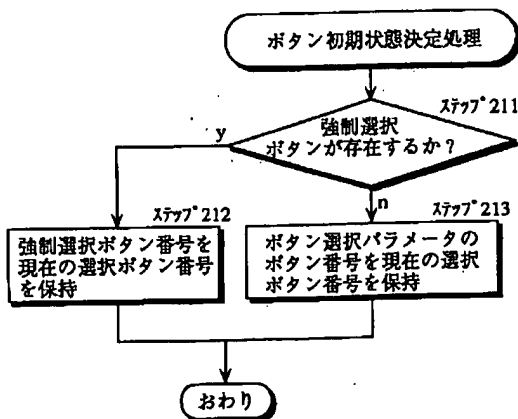 ボタン初期状態決定処理
ステップ211
強制選択
ボタンが存在するか？
y
n
ステップ212
強制選択ボタン番号を
現在の選択ボタン番号
を保持
ステップ213
ボタン選択パラメータの
ボタン番号を現在の選択
ボタン番号を保持
おわり